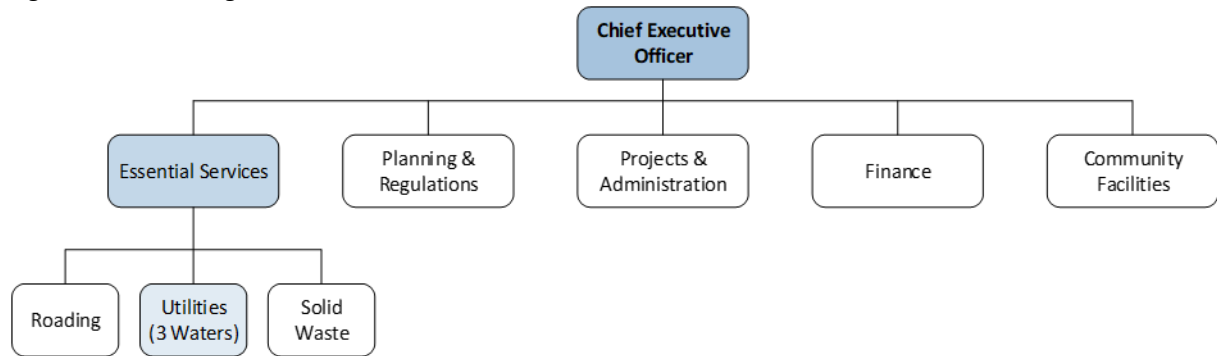 Chief Executive
Officer
Essential Services
Planning &
Regulations
Projects &
Administration
Finance
Community
Facilities
Roading
Utilities
(3 Waters)
Solid
Waste